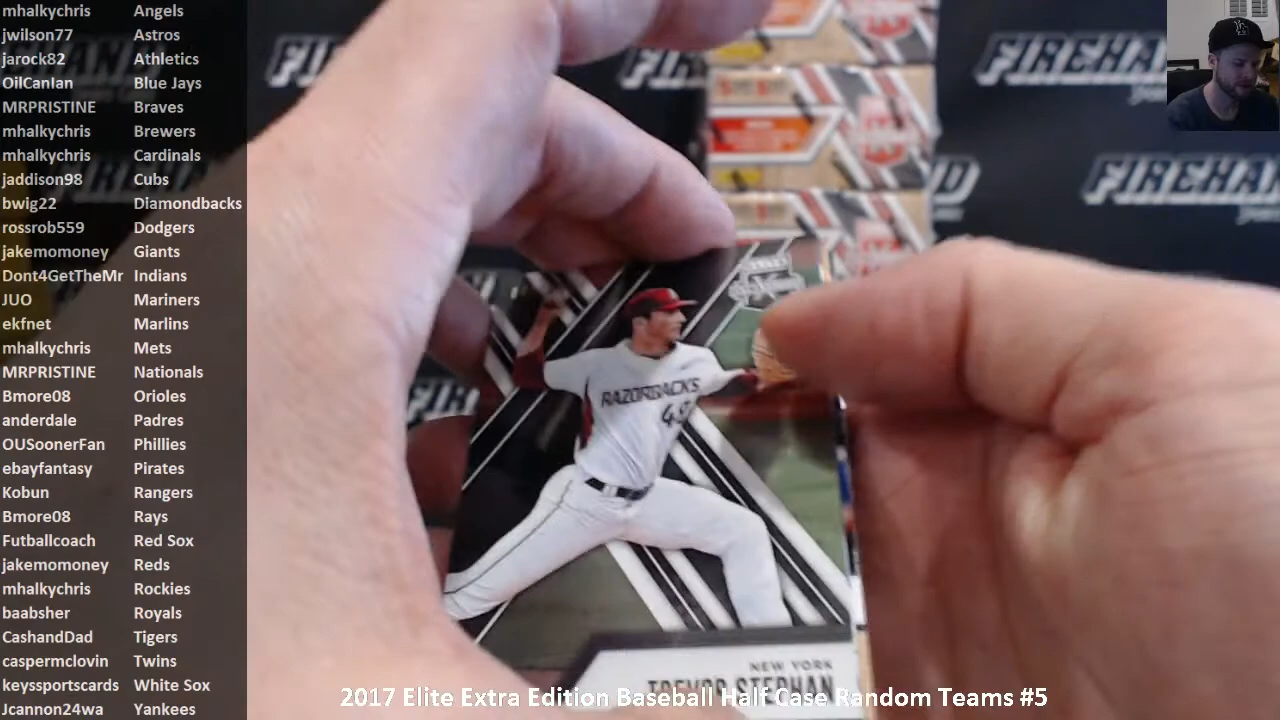 mhalkychris Angels
jwilson77 Astros
jarock82 Athletics
OilCanIan Blue Jays
MRPRISTINE Braves
mhalkychris Brewers
mhalkychris Cardinals
jaddison98 Cubs
bwig22 Diamondbacks
rossrob559 Dodgers
jakemomoney Giants
Dont4GetTheMr Indians
JUO Mariners
ekfnet Marlins
mhalkychris Mets
MRPRISTINE Nationals
Bmore08 Orioles
anderdale Padres
OUSoonerFan Phillies
ebayfantasy Pirates
Kobun Rangers
Bmore08 Rays
Futballcoach Red Sox
jakemomoney Reds
mhalkychris Rockies
baabsher Royals
CashandDad Tigers
caspermclovin Twins
keyssportscards White Sox
Jcannon24wa Yankees
FIREHAND
FIREHAND
RAZORBACKS
NEW YORK
TREVOR STEPHAN
2017 Elite Extra Edition Baseball Half Case Random Teams #5